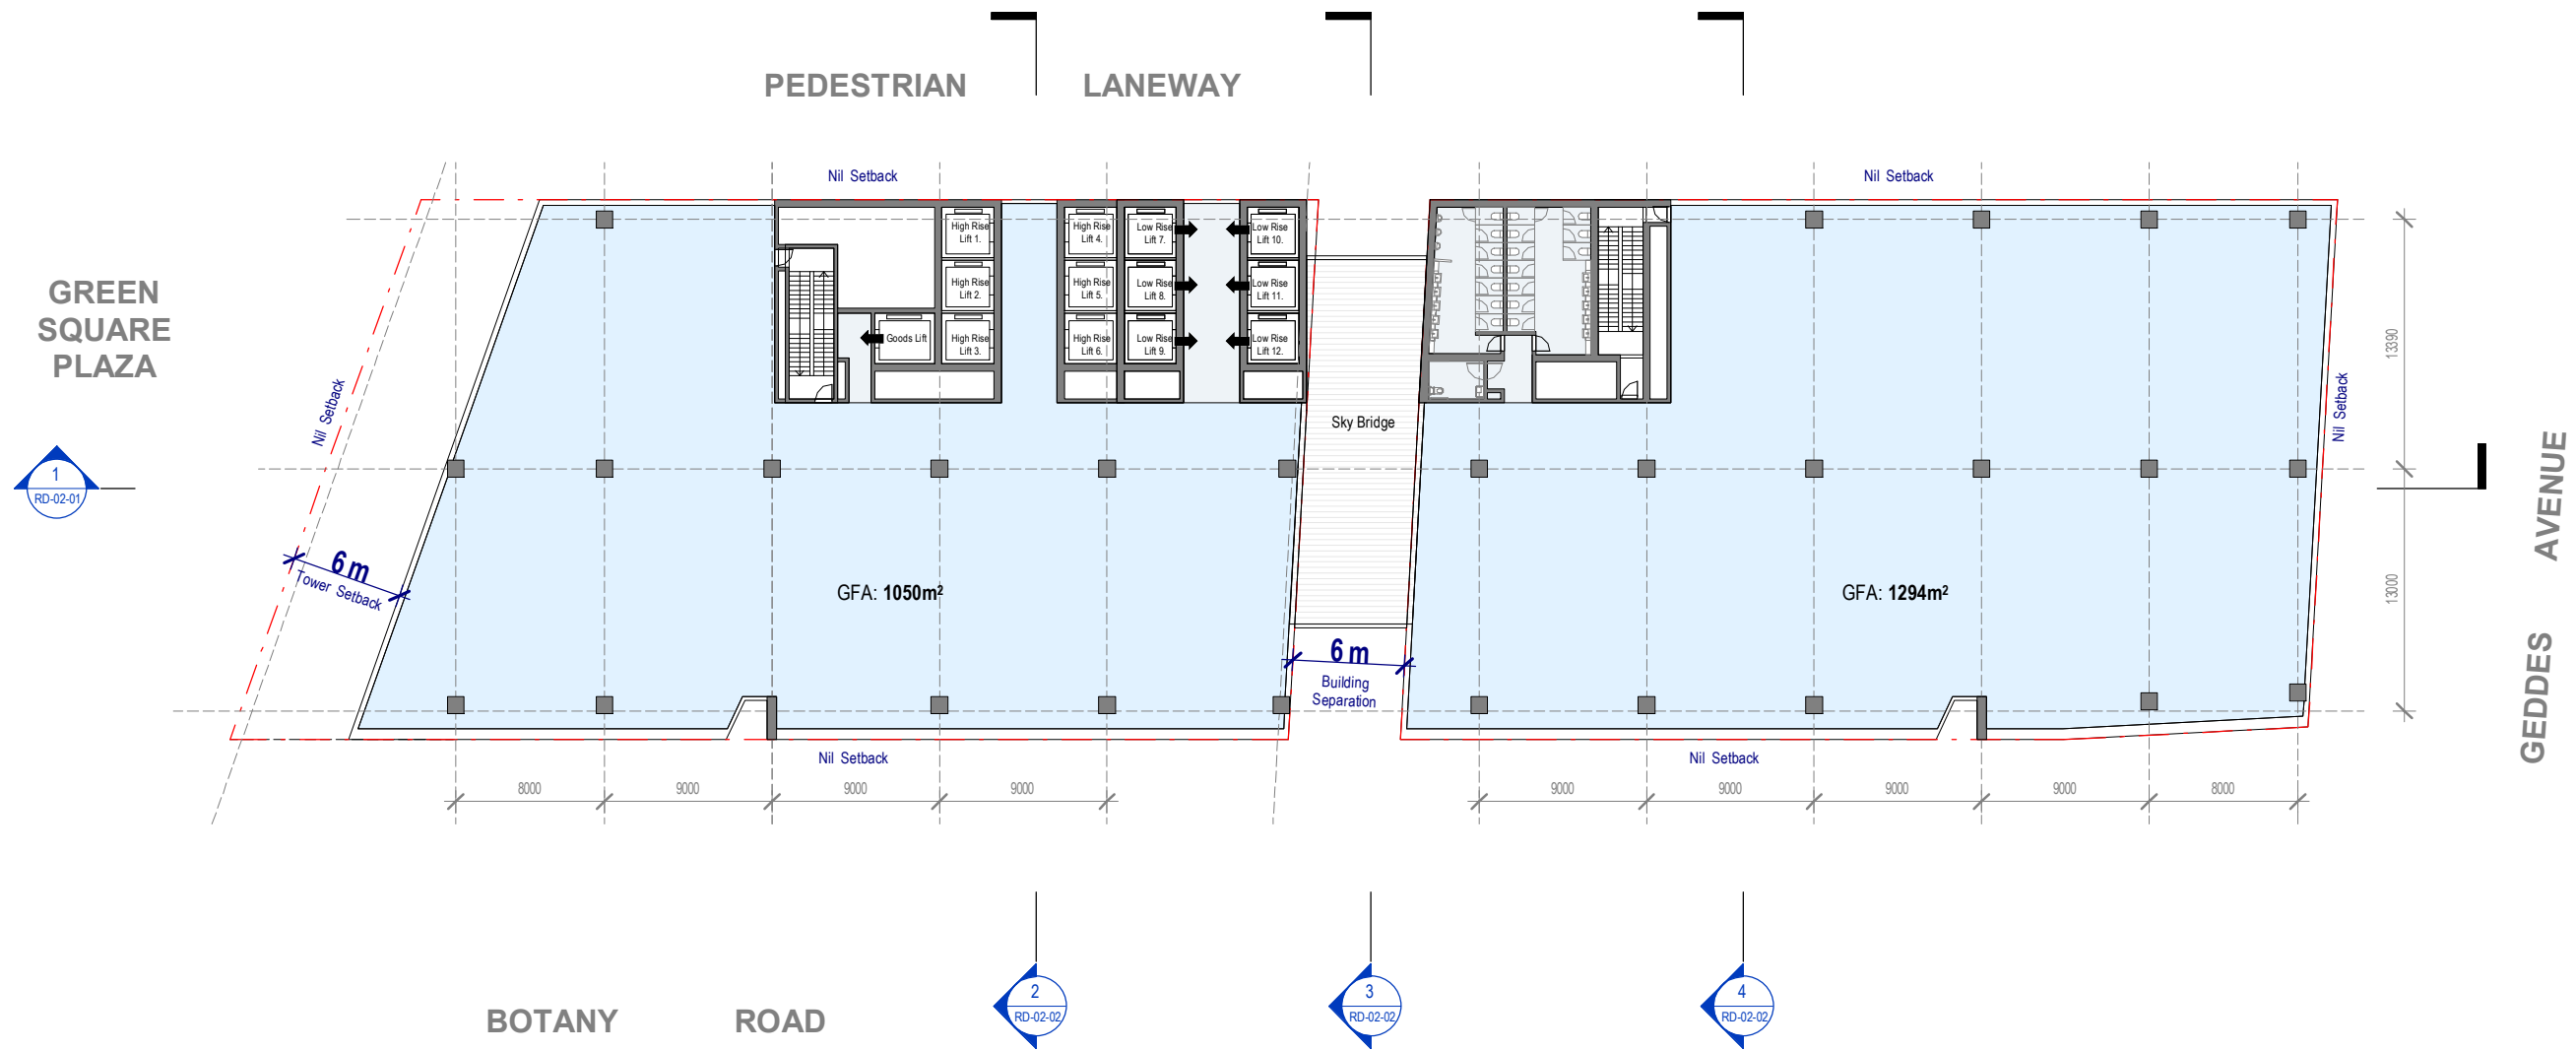 PEDESTRIAN LANEWAY
Nil Setback
Nil Setback
GREEN
SQUARE
PLAZA
High Rise
Lift 1.
High Rise
Lift 4.
Low Rise
Lift 7.
Low Rise
Lift 10.
High Rise
Lift 2.
High Rise
Lift 5.
Low Rise
Lift 8.
Low Rise
Lift 11.
Goods Lift
High Rise
Lift 3.
High Rise
Lift 6.
Low Rise
Lift 9.
Low Rise
Lift 12.
13390
Nil Setback
Nil Setback
Sky Bridge
1
RD-02-01
6 m
Tower Setback
GFA: 1050m²
GFA: 1294m²
13000
GEDDES AVENUE
6 m
Building
Separation
Nil Setback
Nil Setback
8000
9000
9000
9000
9000
9000
9000
9000
8000
2
RD-02-02
3
RD-02-02
4
RD-02-02
BOTANY ROAD